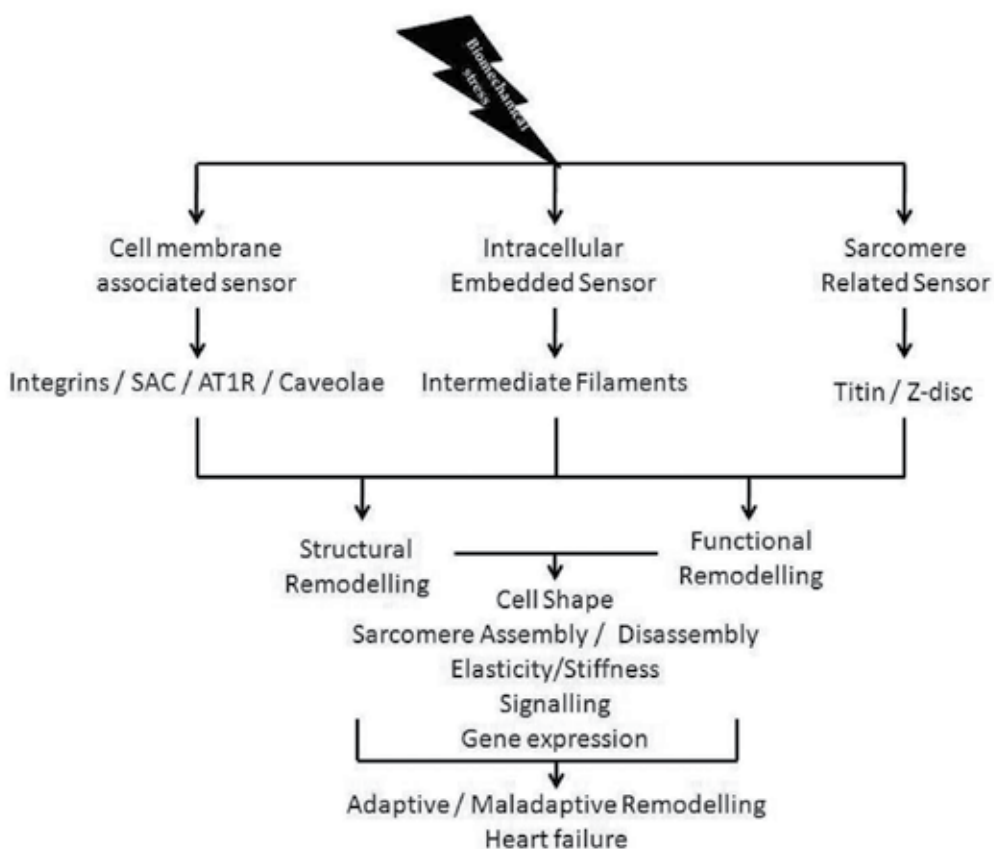 Biomechanical
stress
Cell membrane
associated sensor
Intracellular
Embedded Sensor
Sarcomere
Related Sensor
Integrins / SAC / AT1R / Caveolae
Intermediate Filaments
Titin / Z-disc
Structural
Remodelling
Functional
Remodelling
Cell Shape
Sarcomere Assembly / Disassembly
Elasticity/Stiffness
Signalling
Gene expression
Adaptive / Maladaptive Remodelling
Heart failure